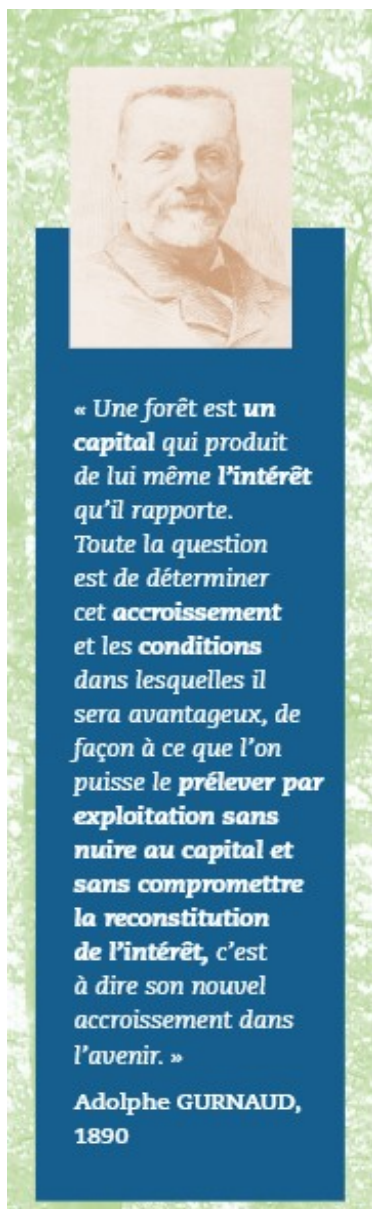 « Une forêt est un
capital qui produit
de lui même l’intérêt
qu’il rapporte.
Toute la question
est de déterminer
cet accroissement
et les conditions
dans lesquelles il
sera avantageux, de
façon à ce que l’on
puisse le prélever par
exploitation sans
nuire au capital et
sans compromettre
la reconstitution
de l’intérêt, c’est
à dire son nouvel
accroissement dans
l’avenir. »
Adolphe GURNAUD,
1890